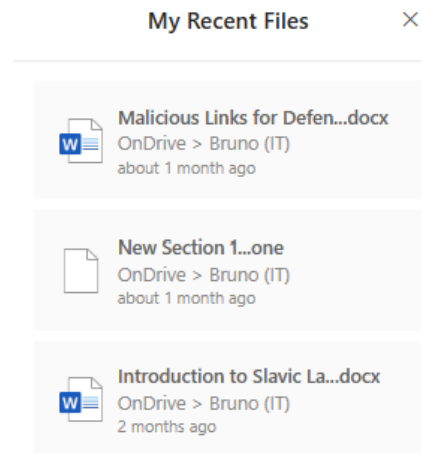 My Recent Files
Malicious Links for Defen...docx
OnDrive > Bruno (IT)
about 1 month ago
New Section 1...one
OnDrive > Bruno (IT)
about 1 month ago
Introduction to Slavic La...docx
OnDrive > Bruno (IT)
2 months ago